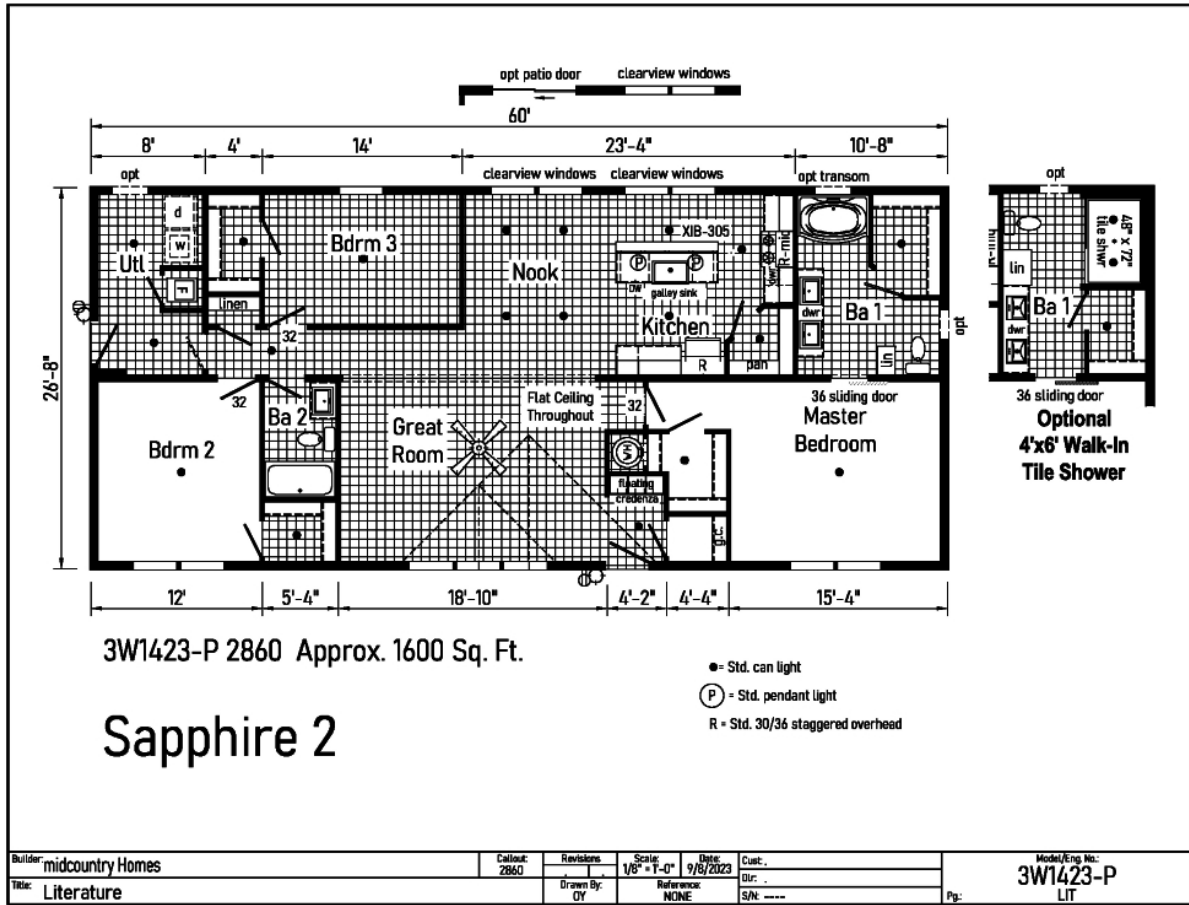 opt patio door
clearview windows
60'
8'
4'
14'
23'-4"
10'-8"
opt
clearview windows
clearview windows
opt transom
opt
26'-8"
d
w
Utl
F
linen
Bdrm 3
32
Nook
XIB-305
P
P
DW
galley sink
Kitchen
R
pan
dwr
R-mic
Ba 1
dwr
lin
opt
lin
dwr
Ba 1
48" x 72"
tile shwr
36 sliding door
Optional
4'x6' Walk-In
Tile Shower
32
Bdrm 2
Ba 2
Great
Room
Flat Ceiling
Throughout
32
WH
floating
credenza
g.c.
36 sliding door
Master
Bedroom
12'
5'-4"
18'-10"
4'-2"
4'-4"
15'-4"
3W1423-P 2860 Approx. 1600 Sq. Ft.
Sapphire 2
= Std. can light
P = Std. pendant light
R = Std. 30/36 staggered overhead
Builder: midcountry Homes
Title: Literature
Callout: 2860
Revisions
Scale: 1/8" = 1'-0"
Date: 9/8/2023
Drawn By: OY
Reference: NONE
Cust: .
Dlr: .
S/N: ----
Model/Eng. No.:
3W1423-P
Pg.: LIT